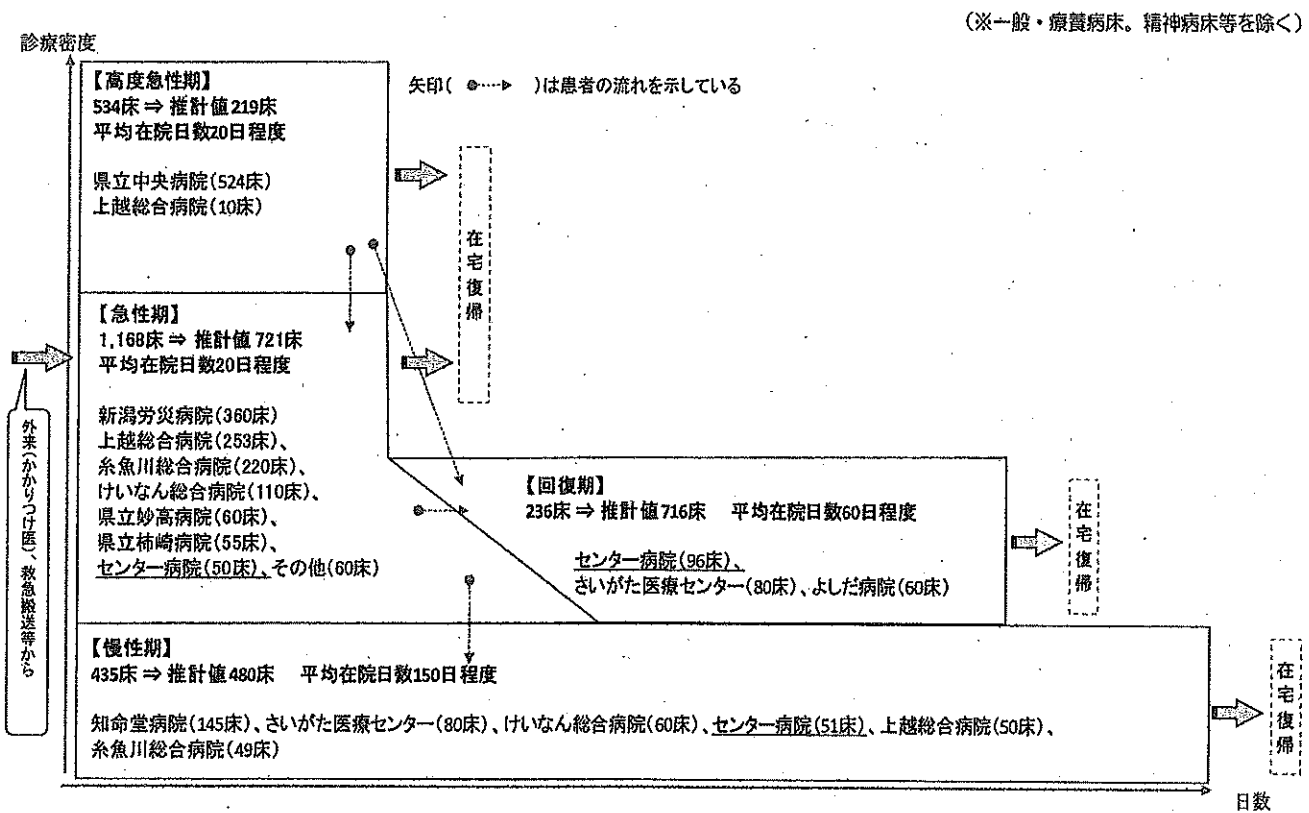 (※一般・療養病床。精神病床等を除く)
診療密度
矢印( )は患者の流れを示している
【高度急性期】
534床 ⇒ 推計値219床
平均在院日数20日程度
県立中央病院(524床)
上越総合病院(10床)
在宅復帰
【急性期】
1,168床 ⇒ 推計値 721床
平均在院日数20日程度
新潟労災病院(360床)
上越総合病院(253床)、
糸魚川総合病院(220床)、
けいなん総合病院(110床)、
県立妙高病院(60床)、
県立柿崎病院(55床)、
センター病院(50床)、その他(60床)
外来(かかりつけ医)、救急搬送等から
【回復期】
236床 ⇒ 推計値 716床 平均在院日数60日程度
センター病院(96床)、
さいがた医療センター(80床)、よしだ病院(60床)
在宅復帰
【慢性期】
435床 ⇒ 推計値 480床 平均在院日数150日程度
知命堂病院(145床)、さいがた医療センター(80床)、けいなん総合病院(60床)、センター病院(51床)、上越総合病院(50床)、
糸魚川総合病院(49床)
在宅復帰
日数